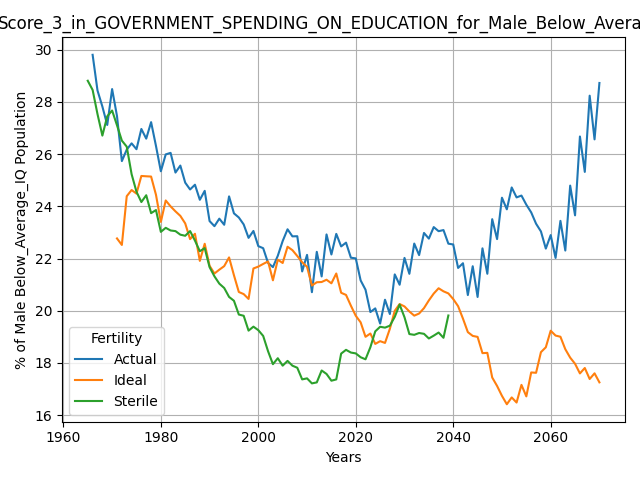 Score_3_in_GOVERNMENT_SPENDING_ON_EDUCATION_for_Male_Below_Avera
% of Male Below_Average_IQ Population
30
28
26
24
22
20
18
16
Fertility
Actual
Ideal
Sterile
1960
1980
2000
2020
2040
2060
Years